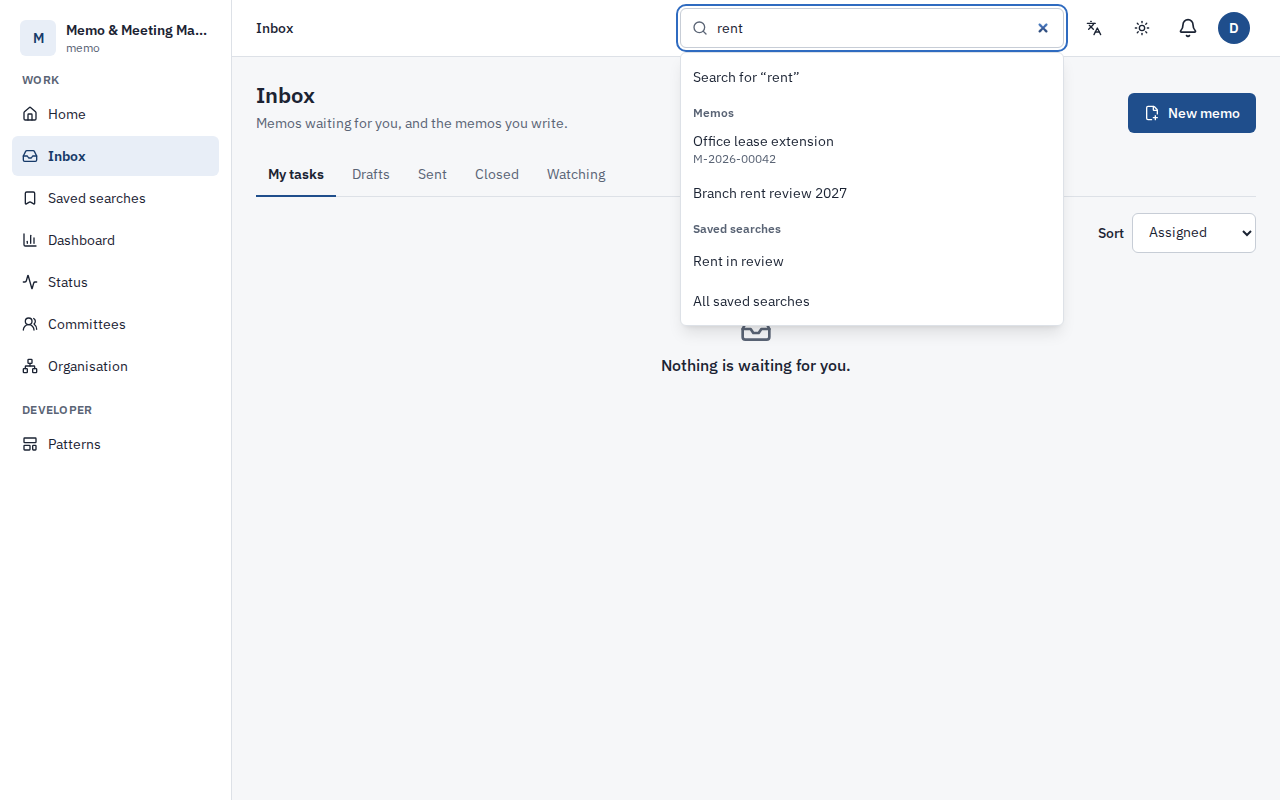 M
Memo & Meeting Ma...
memo
WORK
Home
Inbox
Saved searches
Dashboard
Status
Committees
Organisation
DEVELOPER
Patterns
Inbox
rent
D
Search for “rent”
Memos
Office lease extension
M-2026-00042
Branch rent review 2027
Saved searches
Rent in review
All saved searches
Inbox
Memos waiting for you, and the memos you write.
New memo
My tasks
Drafts
Sent
Closed
Watching
Sort
Assigned
Nothing is waiting for you.